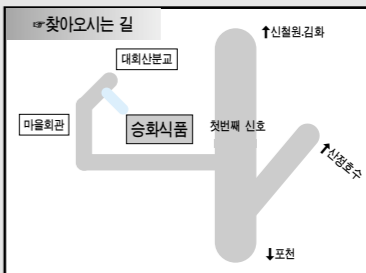 ☞찾아오시는 길
↑신철원.김화
대회산분교
마을회관
승화식품
첫번째 신호
↑산정호수
↓포천